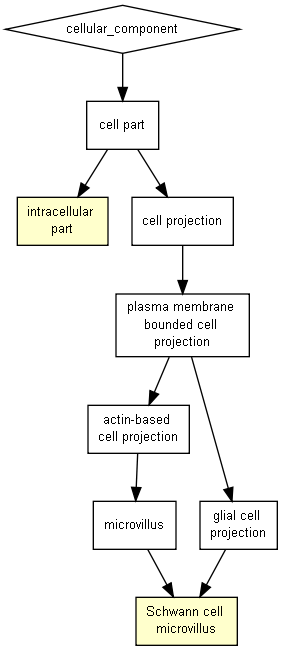 cellular_component
cell part
intracellular
part
cell projection
plasma membrane
bounded cell
projection
actin-based
cell projection
microvillus
glial cell
projection
Schwann cell
microvillus